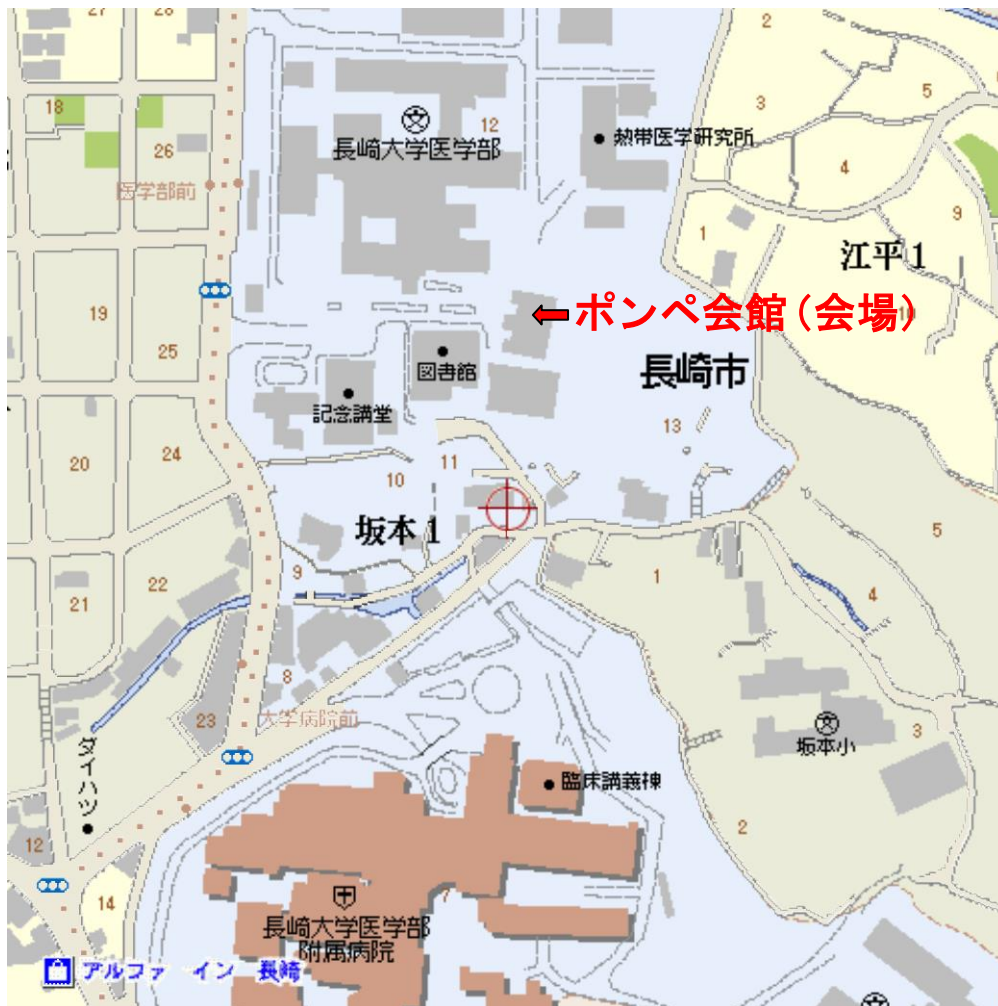 27
28
2
18
長崎大学医学部
12
熱帯医学研究所
3
5
26
4
医学部前
1
9
江平1
19
ポンペ会館(会場)
10
25
図書館
長崎市
記念講堂
13
24
20
11
10
坂本1
5
22
9
1
21
4
8
23
大学病院前
坂本小
3
ダイハツ
臨床講義棟
12
2
14
7
長崎大学医学部
附属病院
アルファ イン 長崎